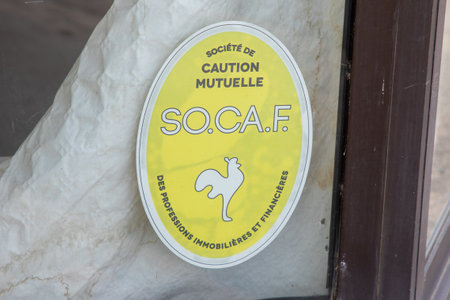 SOCIÉTÉ DE
CAUTION
MUTUELLE
SO.CA.F.
DES PROFESSIONS IMMOBILIÈRES ET FINANCIÈRES